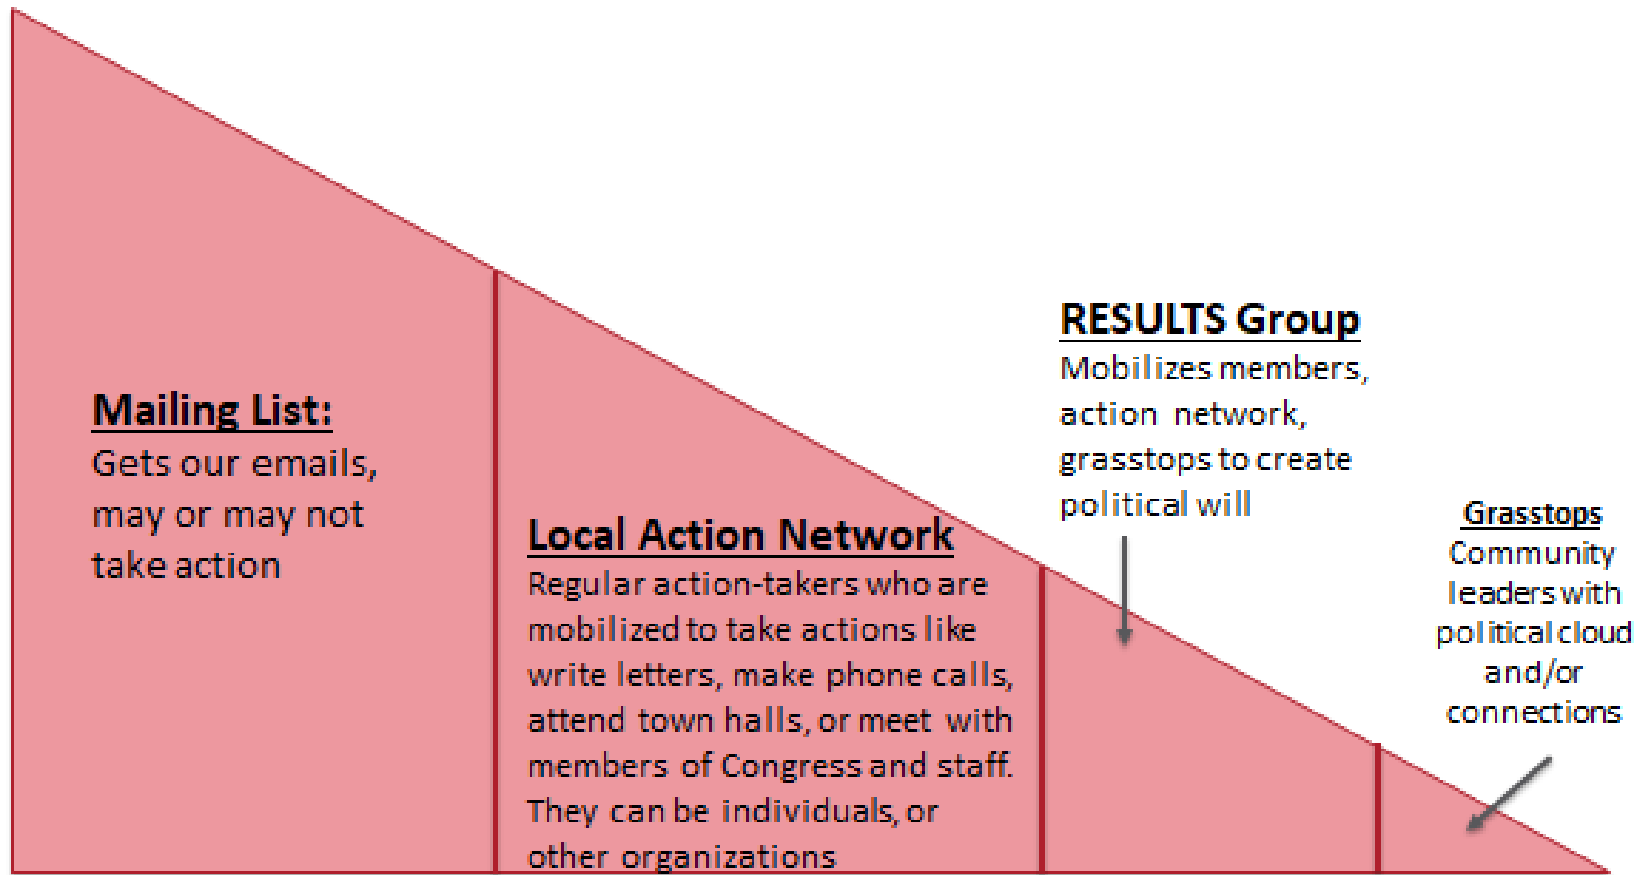 Mailing List:
Gets our emails,
may or may not
take action
Local Action Network
Regular action-takers who are
mobilized to take actions like
write letters, make phone calls,
attend town halls, or meet with
members of Congress and staff.
They can be individuals, or
other organizations
RESULTS Group
Mobilizes members,
action network,
grasstops to create
political will
Grasstops
Community
leaders with
political cloud
and/or
connections